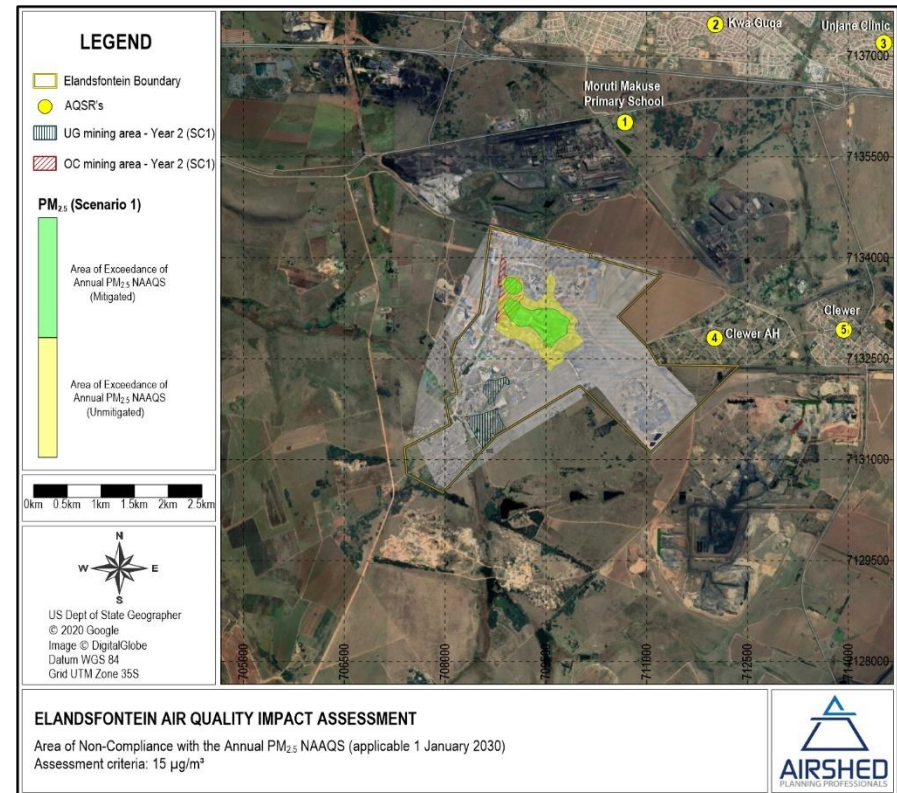 LEGEND
Elandsfontein Boundary
AQSR's
UG mining area - Year 2 (SC1)
OC mining area - Year 2 (SC1)
PM2.5 (Scenario 1)
Area of Exceedance of
Annual PM2.5 NAAQS
(Mitigated)
Area of Exceedance of
Annual PM2.5 NAAQS
(Unmitigated)
0km 0.5km 1km 1.5km 2km 2.5km
N
W E
S
US Dept of State Geographer
© 2020 Google
Image © DigitalGlobe
Datum WGS 84
Grid UTM Zone 35S
2 Kwa-Guqa
Unjane Clinic
3
7137000
Moruti Makuse
Primary School
1
7135500
7134000
4 Clewer AH
Clewer
5
7132500
7131000
7129500
7128000
705000
706500
708000
711000
712500
714000
ELANDSFONTEIN AIR QUALITY IMPACT ASSESSMENT
Area of Non-Compliance with the Annual PM2.5 NAAQS (applicable 1 January 2030)
Assessment criteria: 15 µg/m³
AIRSHED
PLANNING PROFESSIONALS